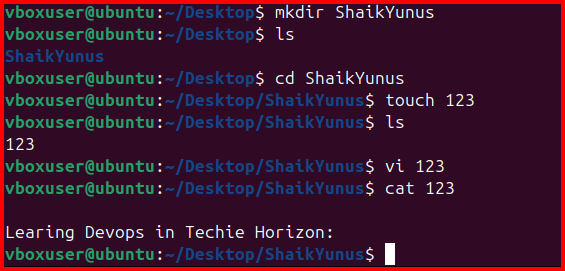 vboxuser@ubuntu:~/Desktop$ mkdir ShaikYunus
vboxuser@ubuntu:~/Desktop$ ls
ShaikYunus
vboxuser@ubuntu:~/Desktop$ cd ShaikYunus
vboxuser@ubuntu:~/Desktop/ShaikYunus$ touch 123
vboxuser@ubuntu:~/Desktop/ShaikYunus$ ls
123
vboxuser@ubuntu:~/Desktop/ShaikYunus$ vi 123
vboxuser@ubuntu:~/Desktop/ShaikYunus$ cat 123
Learing Devops in Techie Horizon:
vboxuser@ubuntu:~/Desktop/ShaikYunus$